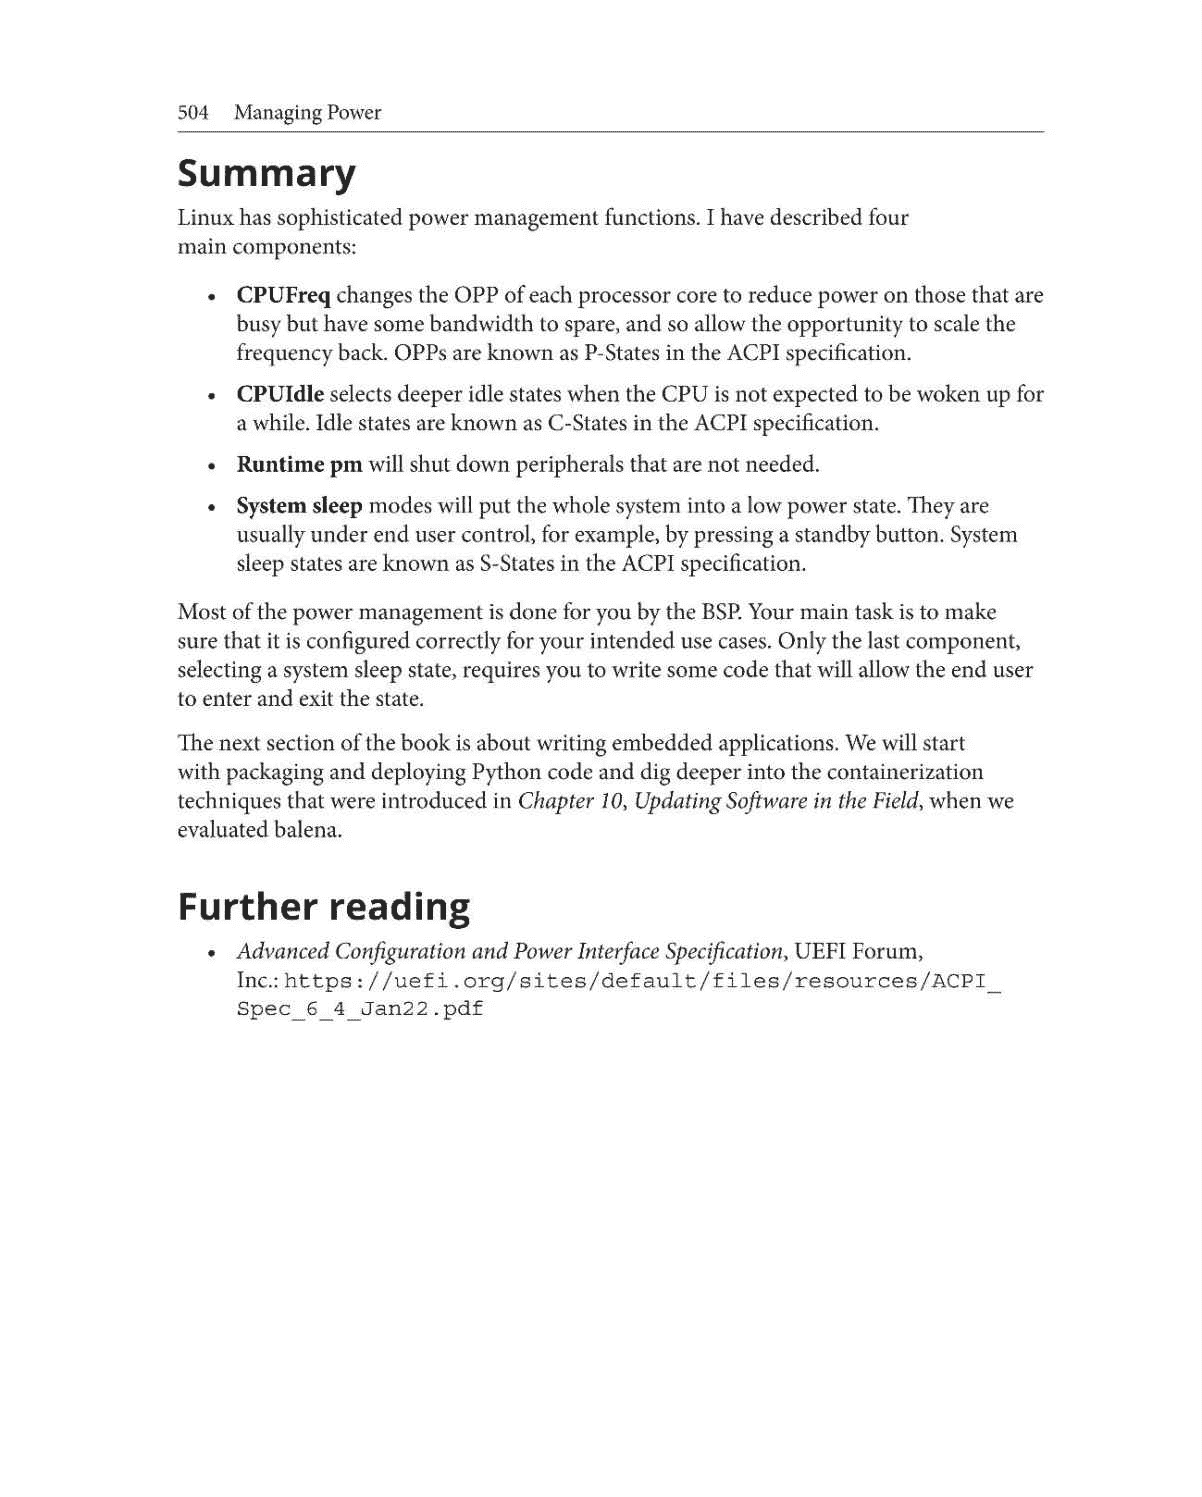 504 Managing Power
Summary
Linux has sophisticated power management functions. I have described four
main components:
• CPUFreq changes the OPP of each processor core to reduce power on those that are
busy but have some bandwidth to spare, and so allow the opportunity to scale the
frequency back. OPPs are known as P-States in the ACPI specification.
• CPUIdle selects deeper idle states when the CPU is not expected to be woken up for
a while. Idle states are known as C-States in the ACPI specification.
• Runtime pm will shut down peripherals that are not needed.
• System sleep modes will put the whole system into a low power state. They are
usually under end user control, for example, by pressing a standby button. System
sleep states are known as S-States in the ACPI specification.
Most of the power management is done for you by the BSP. Your main task is to make
sure that it is configured correctly for your intended use cases. Only the last component,
selecting a system sleep state, requires you to write some code that will allow the end user
to enter and exit the state.
The next section of the book is about writing embedded applications. We will start
with packaging and deploying Python code and dig deeper into the containerization
techniques that were introduced in Chapter 10, Updating Software in the Field, when we
evaluated balena.
Further reading
• Advanced Configuration and Power Interface Specification, UEFI Forum,
Inc.: https://uefi.org/sites/default/files/resources/ACPI_
Spec_6_4_Jan22.pdf